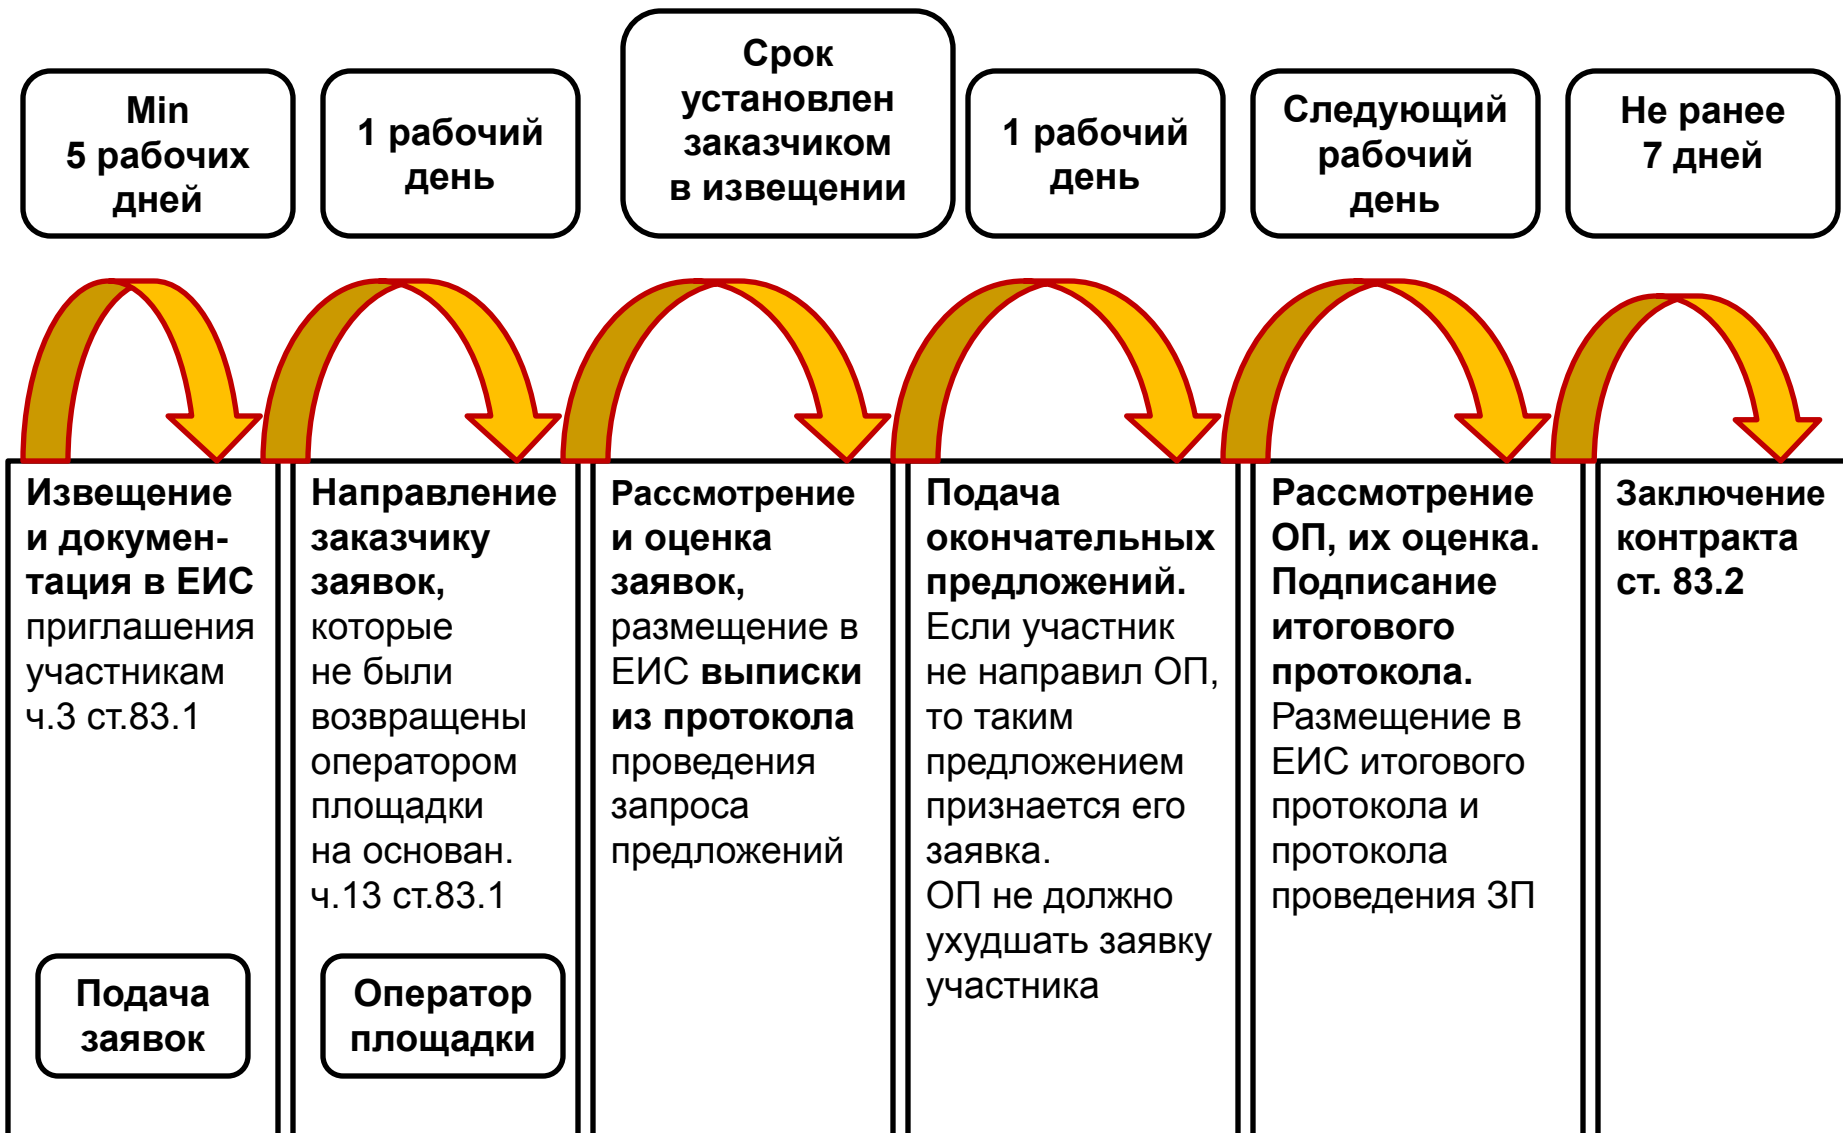 Min
5 рабочих
дней
1 рабочий
день
Срок
установлен
заказчиком
в извещении
1 рабочий
день
Следующий
рабочий
день
Не ранее
7 дней
Извещение
и докумен-
тация в ЕИС
приглашения
участникам
ч.3 ст.83.1
Подача
заявок
Направление
заказчику
заявок,
которые
не были
возвращены
оператором
площадки
на основан.
ч.13 ст.83.1
Оператор
площадки
Рассмотрение
и оценка
заявок,
размещение в
ЕИС выписки
из протокола
проведения
запроса
предложений
Подача
окончательных
предложений.
Если участник
не направил ОП,
то таким
предложением
признается его
заявка.
ОП не должно
ухудшать заявку
участника
Рассмотрение
ОП, их оценка.
Подписание
итогового
протокола.
Размещение в
ЕИС итогового
протокола и
протокола
проведения ЗП
Заключение
контракта
ст. 83.2